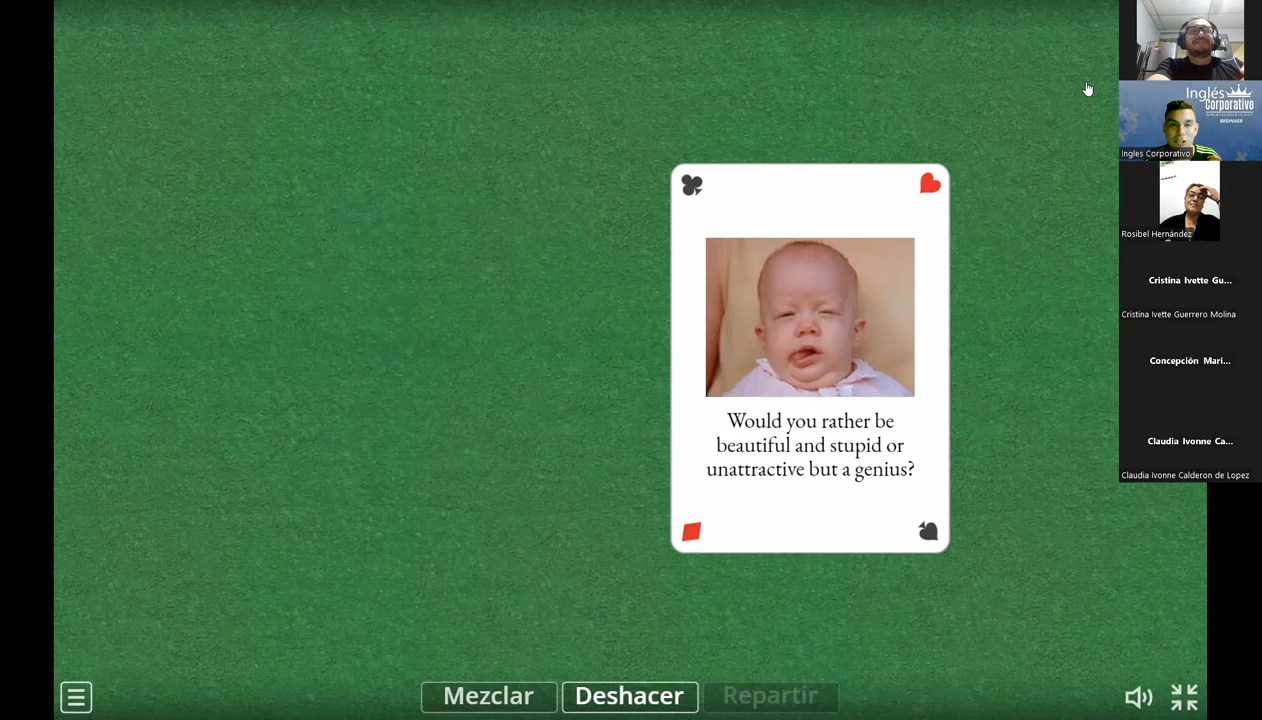 Inglés
Corporativo
BEGINNER
Ingles Corporativo
Rosibel Hernández
Cristina Ivette Gu...
Cristina Ivette Guerrero Molina
Concepción Mari...
Claudia Ivonne Ca...
Claudia Ivonne Calderon de Lopez
Would you rather be
beautiful and stupid or
unattractive but a genius?
Mezclar
Deshacer
Repartir